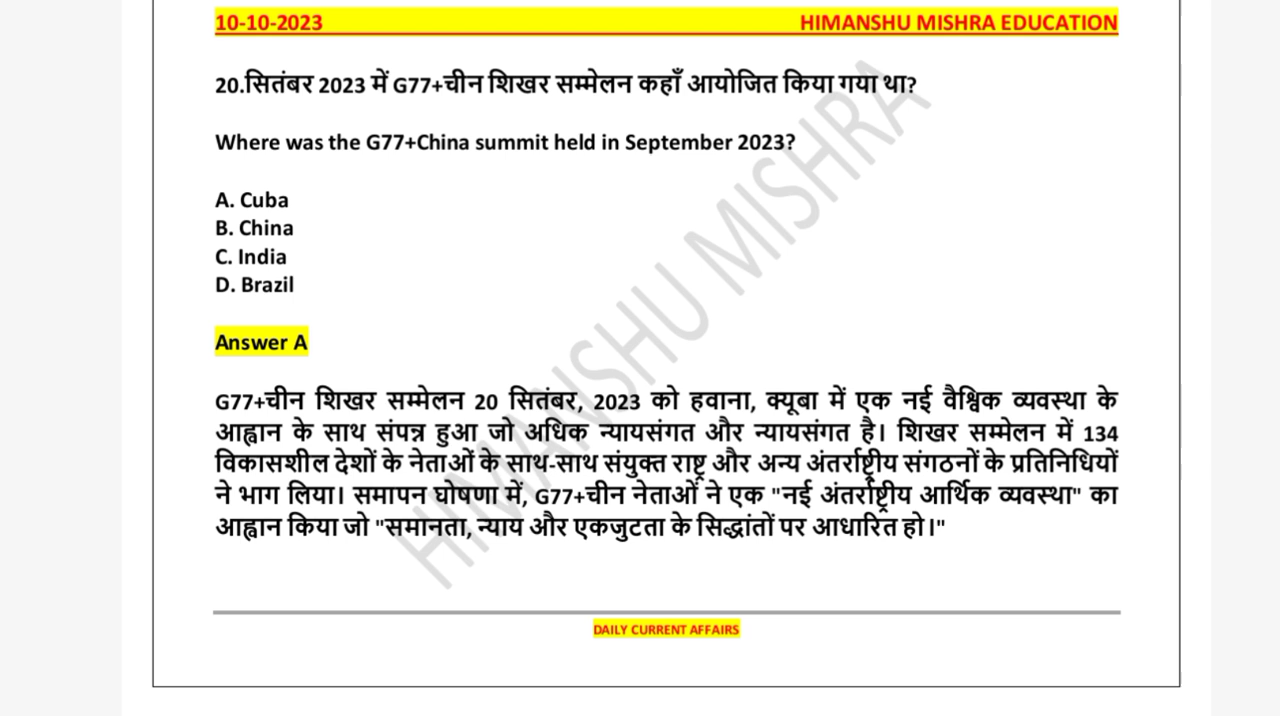 10-10-2023 HIMANSHU MISHRA EDUCATION
20.सितंबर 2023 में G77+चीन शिखर सम्मेलन कहाँ आयोजित किया गया था?
Where was the G77+China summit held in September 2023?
A. Cuba
B. China
C. India
D. Brazil
Answer A
G77+चीन शिखर सम्मेलन 20 सितंबर, 2023 को हवाना, क्यूबा में एक नई वैश्विक व्यवस्था के
आह्वान के साथ संपन्न हुआ जो अधिक न्यायसंगत और न्यायसंगत है। शिखर सम्मेलन में 134
विकासशील देशों के नेताओं के साथ-साथ संयुक्त राष्ट्र और अन्य अंतर्राष्ट्रीय संगठनों के प्रतिनिधियों
ने भाग लिया। समापन घोषणा में, G77+चीन नेताओं ने एक "नई अंतर्राष्ट्रीय आर्थिक व्यवस्था" का
आह्वान किया जो "समानता, न्याय और एकजुटता के सिद्धांतों पर आधारित हो।"
HIMANSHU MISHRA
DAILY CURRENT AFFAIRS